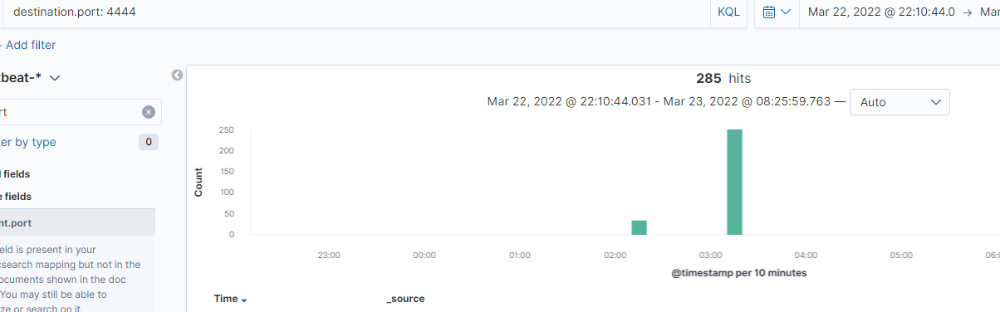 destination.port: 4444
KQL
Mar 22, 2022 @ 22:10:44.0 → Mar
Add filter
beat-*
rt
er by type
0
fields
e fields
nt.port
eld is present in your
search mapping but not in the
ocuments shown in the doc
You may still be able to
ze or search on it.
285 hits
Mar 22, 2022 @ 22:10:44.031 - Mar 23, 2022 @ 08:25:59.763 — Auto
Count
250
200
150
100
50
0
23:00
00:00
01:00
02:00
03:00
04:00
05:00
06:0
@timestamp per 10 minutes
Time
_source